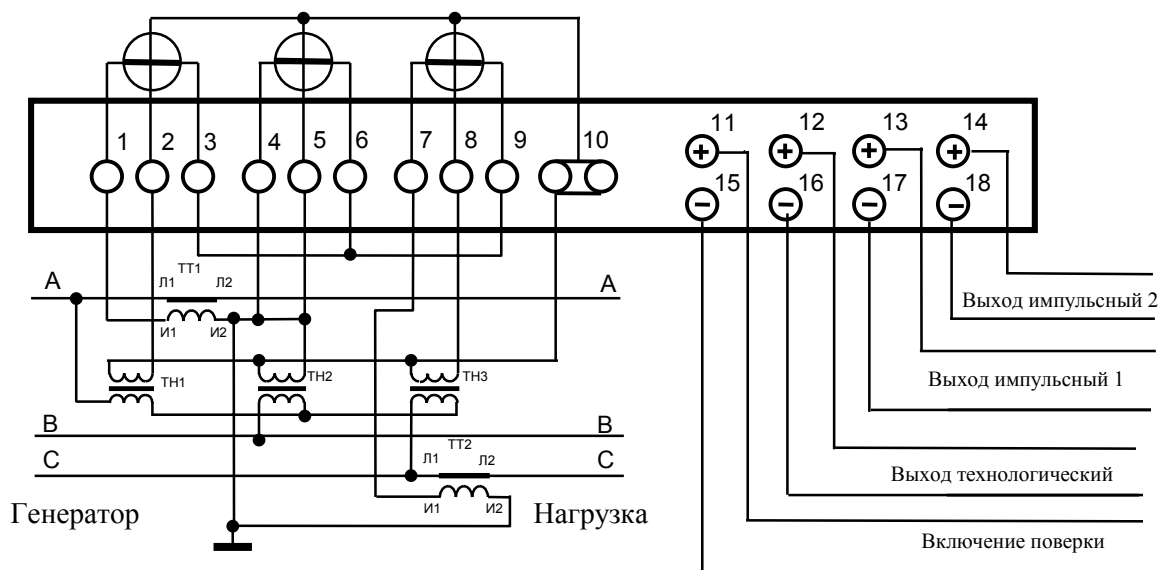 1 2 3 4 5 6 7 8 9 10 11 12 13 14
15 16 17 18
+ + + +
− − − −
A ТТ1 A
Л1 Л2
И1 И2
Выход импульсный 2
ТН1 ТН2 ТН3
Выход импульсный 1
B B
ТТ2
C Л1 Л2 C
Выход технологический
И1 И2
Генератор Нагрузка
Включение поверки